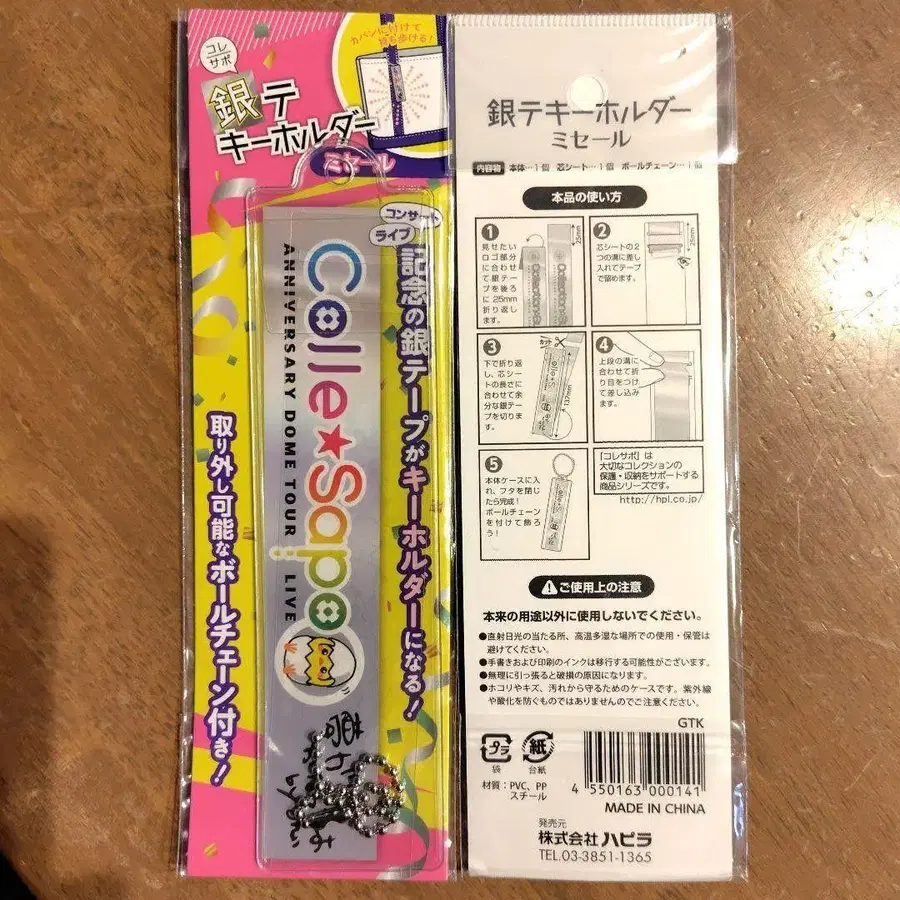 コレ
サポ
カバンに付けて
持ち歩ける!
銀テ
キーホルダー
ミセール
コンサート
ライブ
記念の銀テープがキーホルダーになる!
Colle★Sapo
ANNIVERSARY DOME TOUR LIVE
取り外し可能なボールチェーン付き!
銀テキーホルダー
ミセール
内容物 本体…1個 芯シート…1個 ボールチェーン…1個
本品の使い方
1
見せたい
ロゴ部分
に合わせ
て銀テー
プを後ろ
に25mm
折り返し
ます。
25mm
2
芯シートの2
つの溝に差し
入れてテープ
で留めます。
25mm
3
下で折り返
し、芯シー
トの長さに
合わせて余
分な銀テー
プを切りま
す。
カット
137mm
4
上段の溝に
合わせて折
り目をつけ
て差し込み
ます。
5
本体ケースに入
れ、フタを閉じ
たら完成!
ボールチェーン
を付けて飾ろ
う!
「コレサポ」は
大切なコレクションの
保護・収納をサポートする
商品シリーズです。
http://hpl.co.jp/
ご使用上の注意
本来の用途以外に使用しないでください。
●直射日光の当たる所、高温多湿な場所での使用・保管は
避けてください。
●手書きおよび印刷のインクは移行する可能性がございます。
●無理に引っ張ると破損の原因になります。
●ホコリやキズ、汚れから守るためのケースです。紫外線
や酸化を防ぐものではありませんのでご注意ください。
GTK
プラ
袋
紙
台紙
材質:PVC、PP
スチール
4 550163 000141
MADE IN CHINA
発売元
株式会社ハピラ
TEL.03-3851-1365